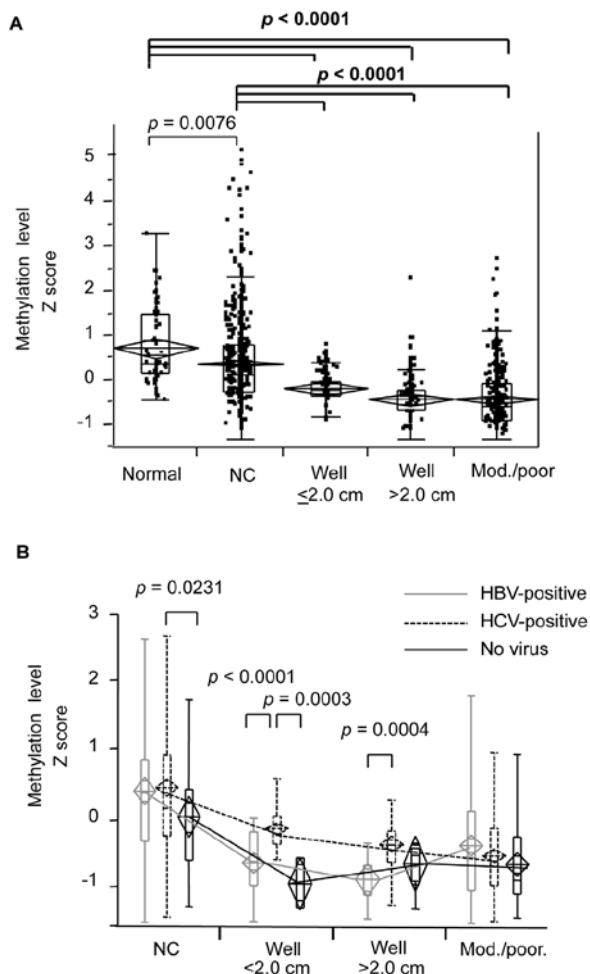 A
p < 0.0001
p < 0.0001
p = 0.0076
5
4
3
2
1
0
-1
Methylation level
Z score
Normal
NC
Well
≤2.0 cm
Well
>2.0 cm
Mod./poor
B
p = 0.0231
p < 0.0001
p = 0.0003
p = 0.0004
HBV-positive
HCV-positive
No virus
3
2
1
0
-1
Methylation level
Z score
NC
Well
<2.0 cm
Well
>2.0 cm
Mod./poor.